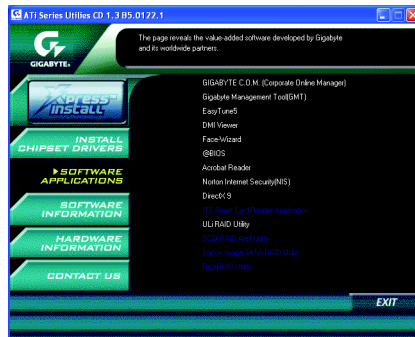 ATi Series Utilies CD 1.3 B5.0122.1
GIGABYTE
The page reveals the value-added software developed by Gigabyte
and its worldwide partners.
Xpress
Install
INSTALL
CHIPSET DRIVERS
SOFTWARE
APPLICATIONS
SOFTWARE
INFORMATION
HARDWARE
INFORMATION
CONTACT US
GIGABYTE C.O.M. (Corporate Online Manager)
Gigabyte Management Tool(GMT)
EasyTune5
DMI Viewer
Face-Wizard
@BIOS
Acrobat Reader
Norton Internet Security(NIS)
DirectX 9
ULi RAID Utility
EXIT